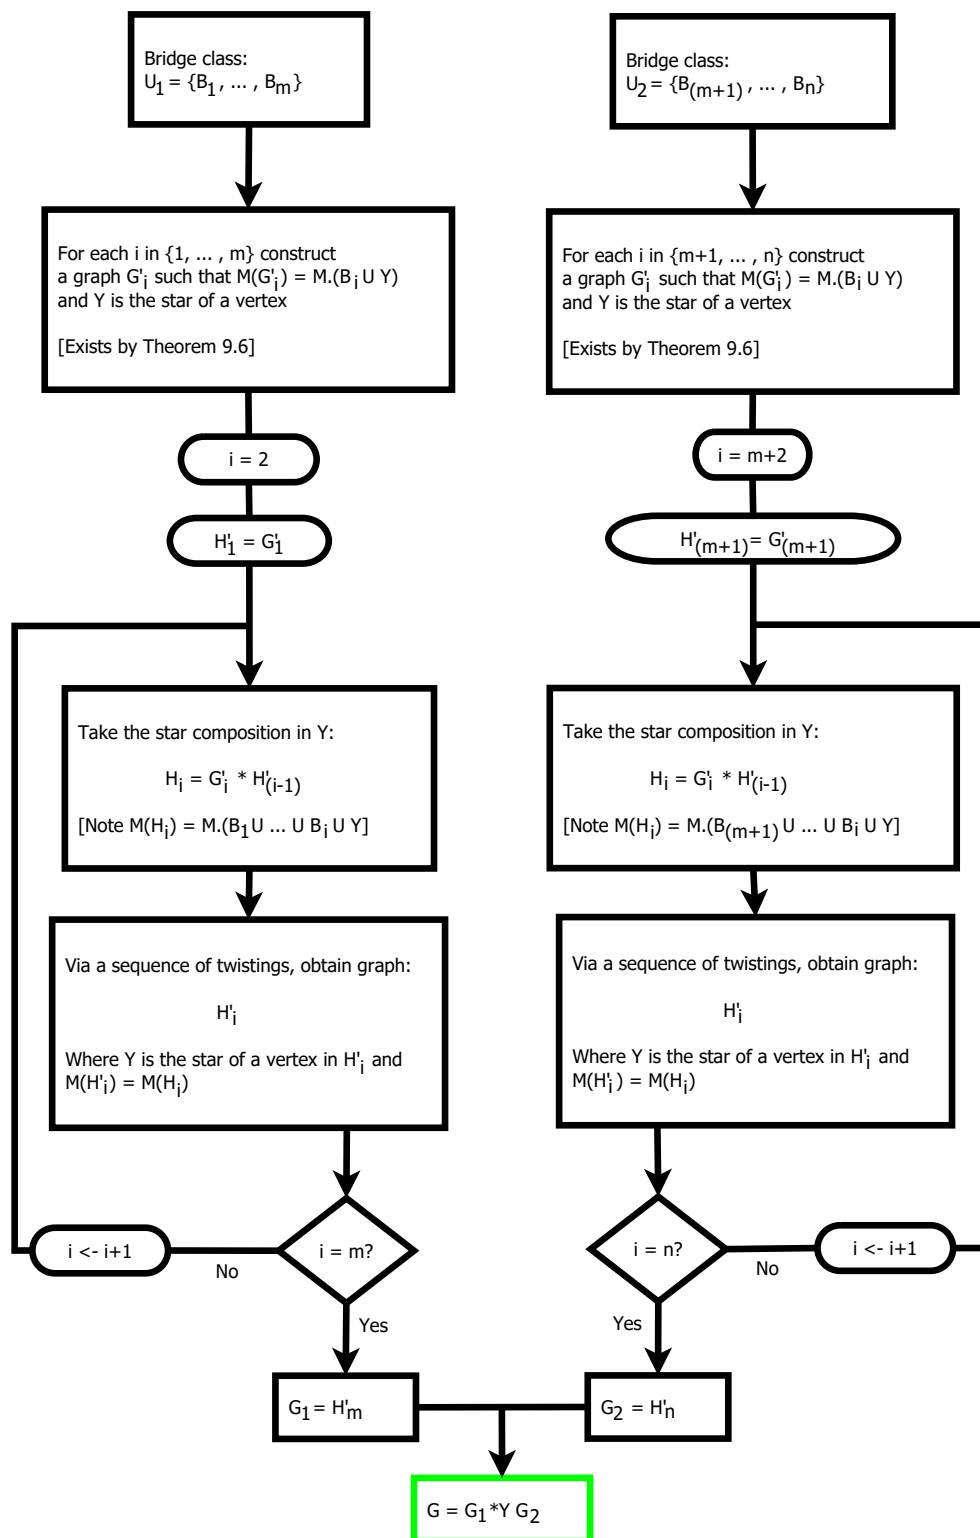 Bridge class:
U₁ = {B₁, ... , Bₘ}
For each i in {1, ... , m} construct
a graph G'ᵢ such that M(G'ᵢ) = M.(Bᵢ U Y)
and Y is the star of a vertex
[Exists by Theorem 9.6]
i = 2
H'₁ = G'₁
Take the star composition in Y:
Hᵢ = G'ᵢ * H'₍ᵢ₋₁₎
[Note M(Hᵢ) = M.(B₁ U ... U Bᵢ U Y]
Via a sequence of twistings, obtain graph:
H'ᵢ
Where Y is the star of a vertex in H'ᵢ and
M(H'ᵢ) = M(Hᵢ)
i = m?
No
i <- i+1
Yes
G₁ = H'ₘ
Bridge class:
U₂ = {B₍ₘ₊₁₎, ... , Bₙ}
For each i in {m+1, ... , n} construct
a graph G'ᵢ such that M(G'ᵢ) = M.(Bᵢ U Y)
and Y is the star of a vertex
[Exists by Theorem 9.6]
i = m+2
H'₍ₘ₊₁₎ = G'₍ₘ₊₁₎
Take the star composition in Y:
Hᵢ = G'ᵢ * H'₍ᵢ₋₁₎
[Note M(Hᵢ) = M.(B₍ₘ₊₁₎ U ... U Bᵢ U Y]
Via a sequence of twistings, obtain graph:
H'ᵢ
Where Y is the star of a vertex in H'ᵢ and
M(H'ᵢ) = M(Hᵢ)
i = n?
No
i <- i+1
Yes
G₂ = H'ₙ
G = G₁*Y G₂